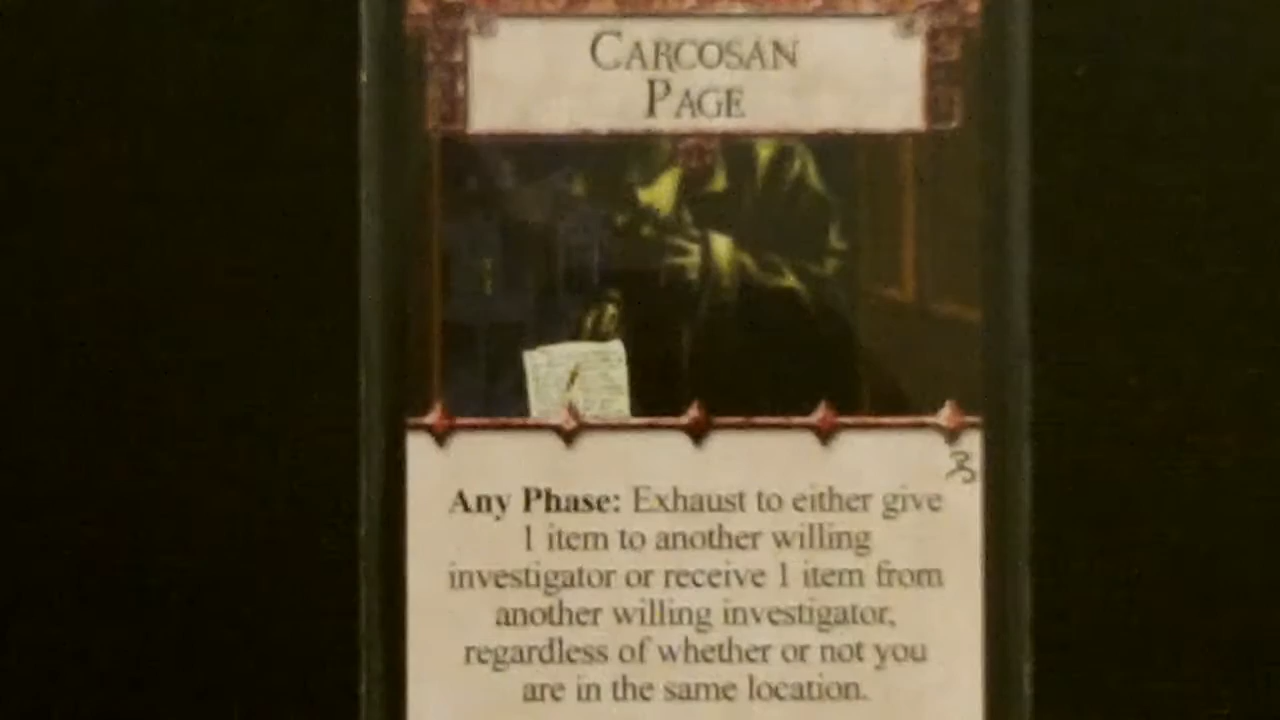 CARCOSAN
PAGE
Any Phase: Exhaust to either give
1 item to another willing
investigator or receive 1 item from
another willing investigator,
regardless of whether or not you
are in the same location.